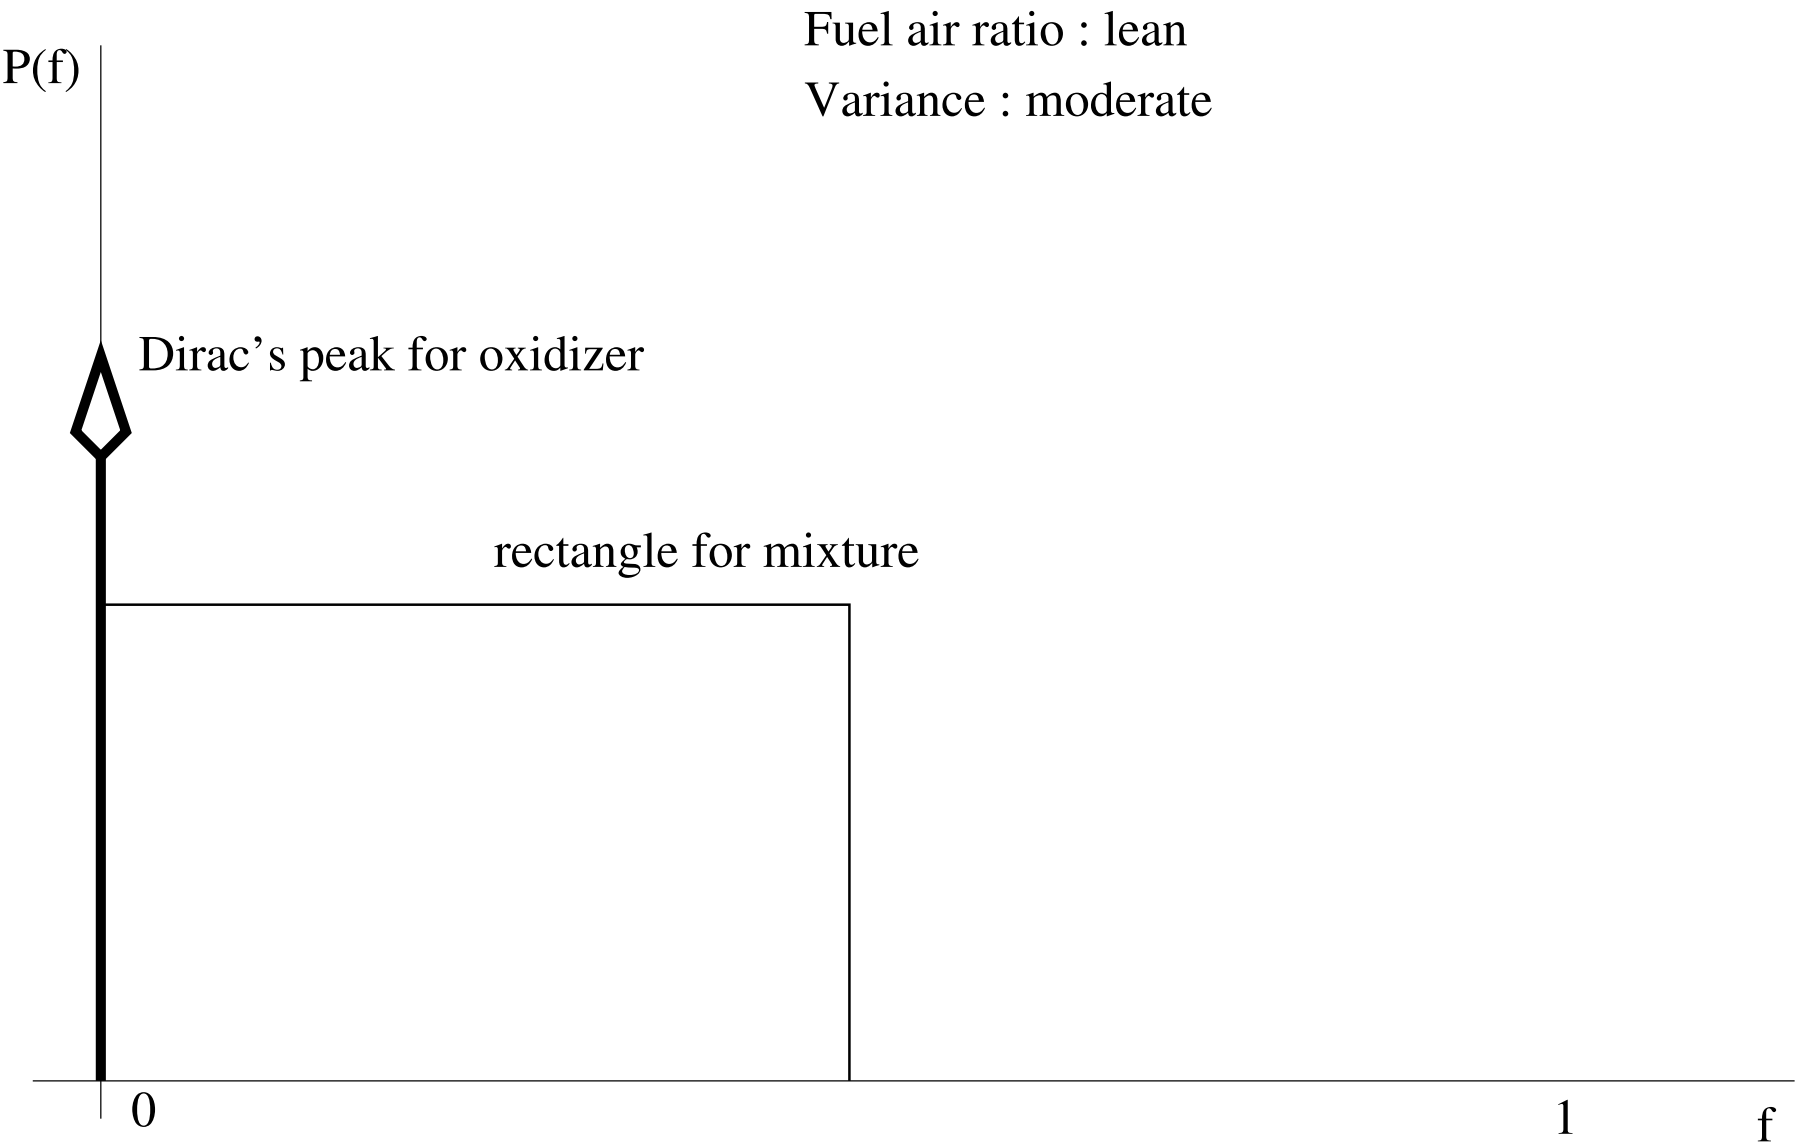 Fuel air ratio : lean
P(f)
Variance : moderate
Dirac's peak for oxidizer
rectangle for mixture
0
1
f